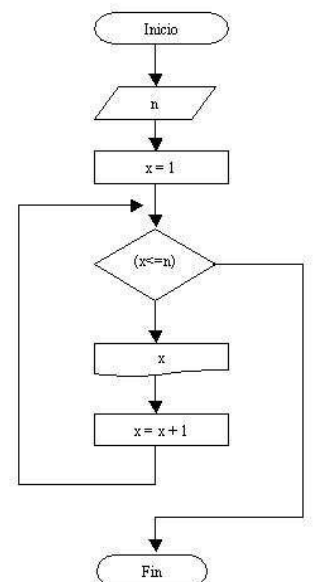 Inicio
n
x = 1
(x<=n)
x
x = x + 1
Fin